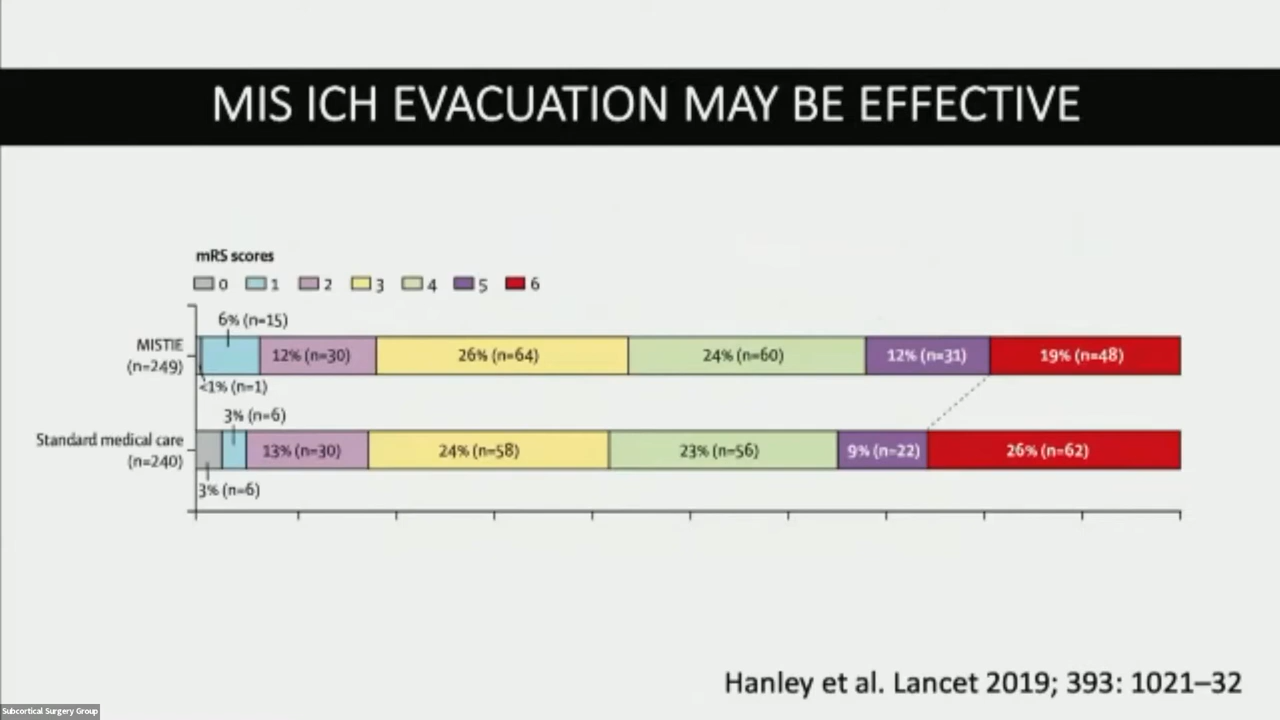 MIS ICH EVACUATION MAY BE EFFECTIVE
mRS scores
0 1 2 3 4 5 6
6% (n=15)
MISTIE
(n=249)
12% (n=30) 26% (n=64) 24% (n=60) 12% (n=31) 19% (n=48)
<1% (n=1)
3% (n=6)
Standard medical care
(n=240)
13% (n=30) 24% (n=58) 23% (n=56) 9% (n=22) 26% (n=62)
3% (n=6)
Hanley et al. Lancet 2019; 393: 1021–32
Subcortical Surgery Group